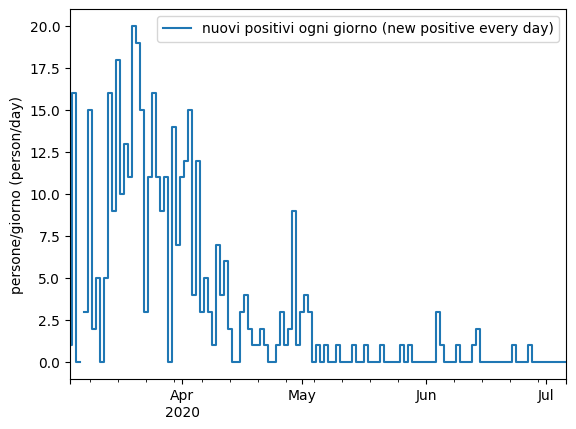 nuovi positivi ogni giorno (new positive every day)
persone/giorno (person/day)
20.0
17.5
15.0
12.5
10.0
7.5
5.0
2.5
0.0
Apr
2020
May
Jun
Jul